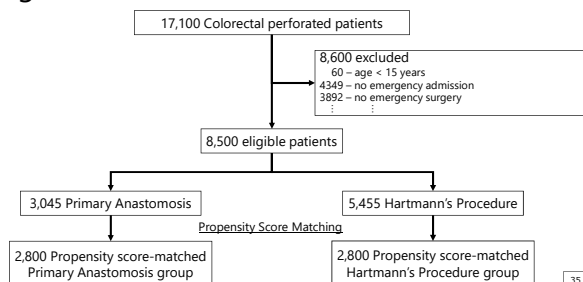 17,100 Colorectal perforated patients
8,600 excluded
60 – age < 15 years
4349 – no emergency admission
3892 – no emergency surgery
⋮ ⋮
8,500 eligible patients
3,045 Primary Anastomosis
5,455 Hartmann's Procedure
Propensity Score Matching
2,800 Propensity score-matched
Primary Anastomosis group
2,800 Propensity score-matched
Hartmann's Procedure group
35